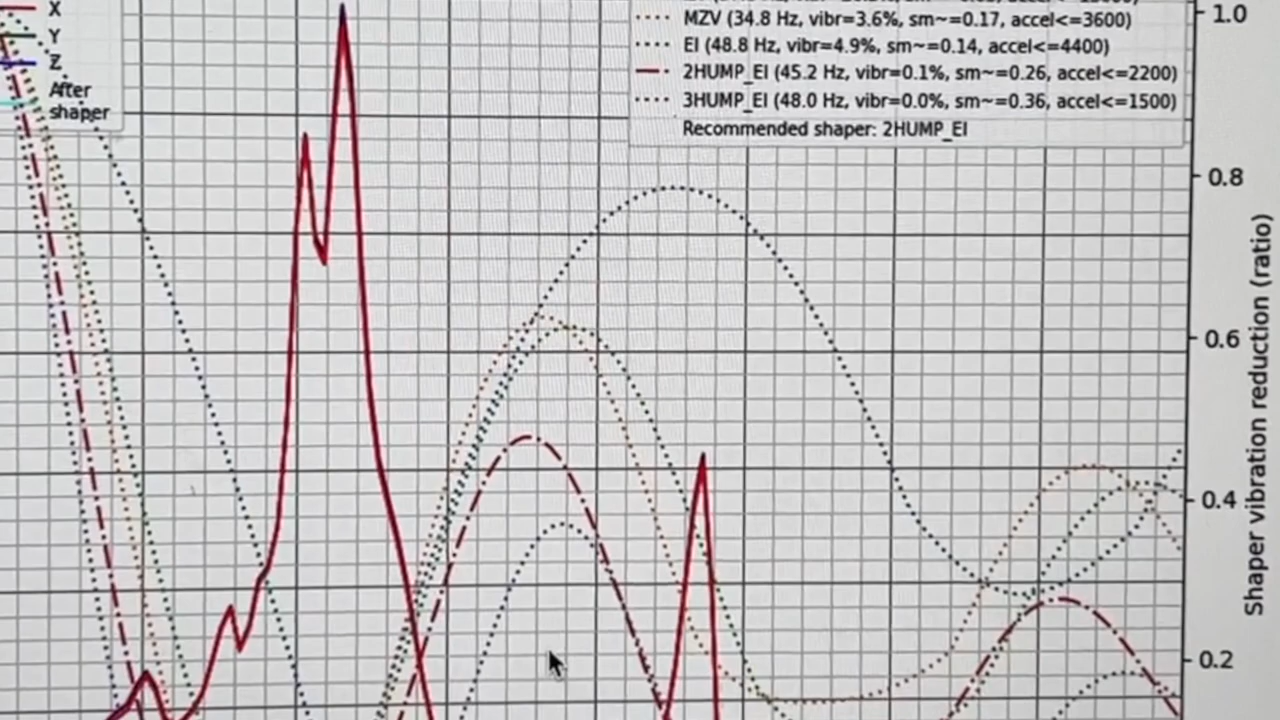 X
Y
Z
After
shaper
MZV (34.8 Hz, vibr=3.6%, sm~=0.17, accel<=3600)
EI (48.8 Hz, vibr=4.9%, sm~=0.14, accel<=4400)
2HUMP_EI (45.2 Hz, vibr=0.1%, sm~=0.26, accel<=2200)
3HUMP_EI (48.0 Hz, vibr=0.0%, sm~=0.36, accel<=1500)
Recommended shaper: 2HUMP_EI
1.0
0.8
0.6
0.4
0.2
Shaper vibration reduction (ratio)